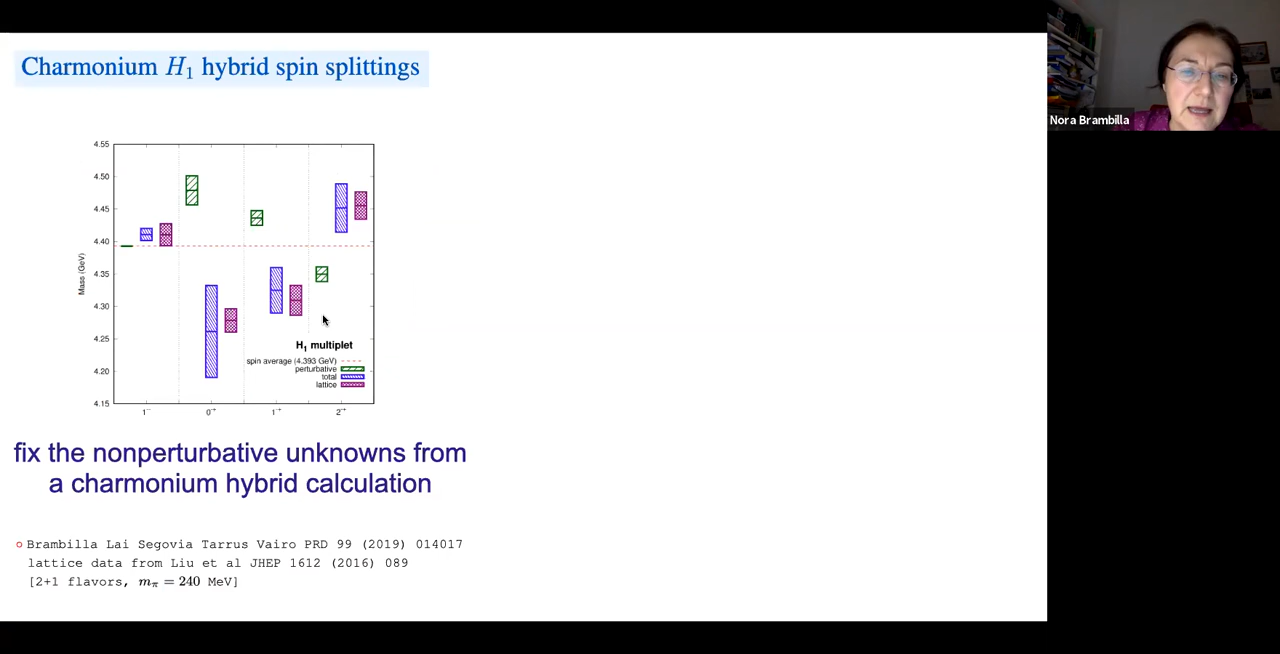 Charmonium H₁ hybrid spin splittings
Nora Brambilla
4.55
4.50
4.45
4.40
4.35
4.30
4.25
4.20
4.15
Mass (GeV)
H₁ multiplet
spin average (4.393 GeV)
perturbative
total
lattice
1⁻⁻ 0⁻⁺ 1⁻⁺ 2⁻⁺
fix the nonperturbative unknowns from
a charmonium hybrid calculation
Brambilla Lai Segovia Tarrus Vairo PRD 99 (2019) 014017
lattice data from Liu et al JHEP 1612 (2016) 089
[2+1 flavors, mπ = 240 MeV]